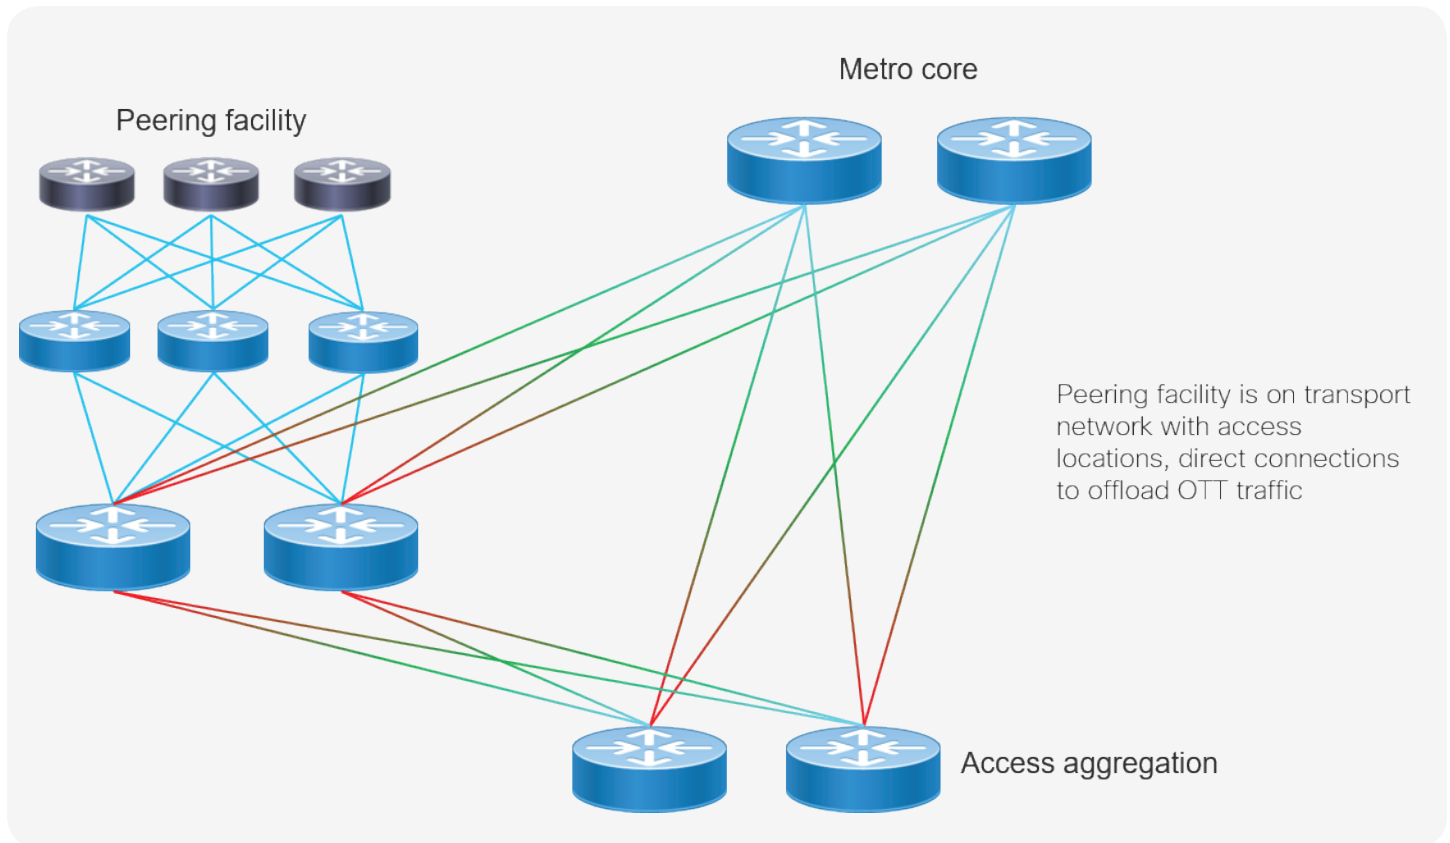 Metro core
Peering facility
Peering facility is on transport
network with access
locations, direct connections
to offload OTT traffic
Access aggregation